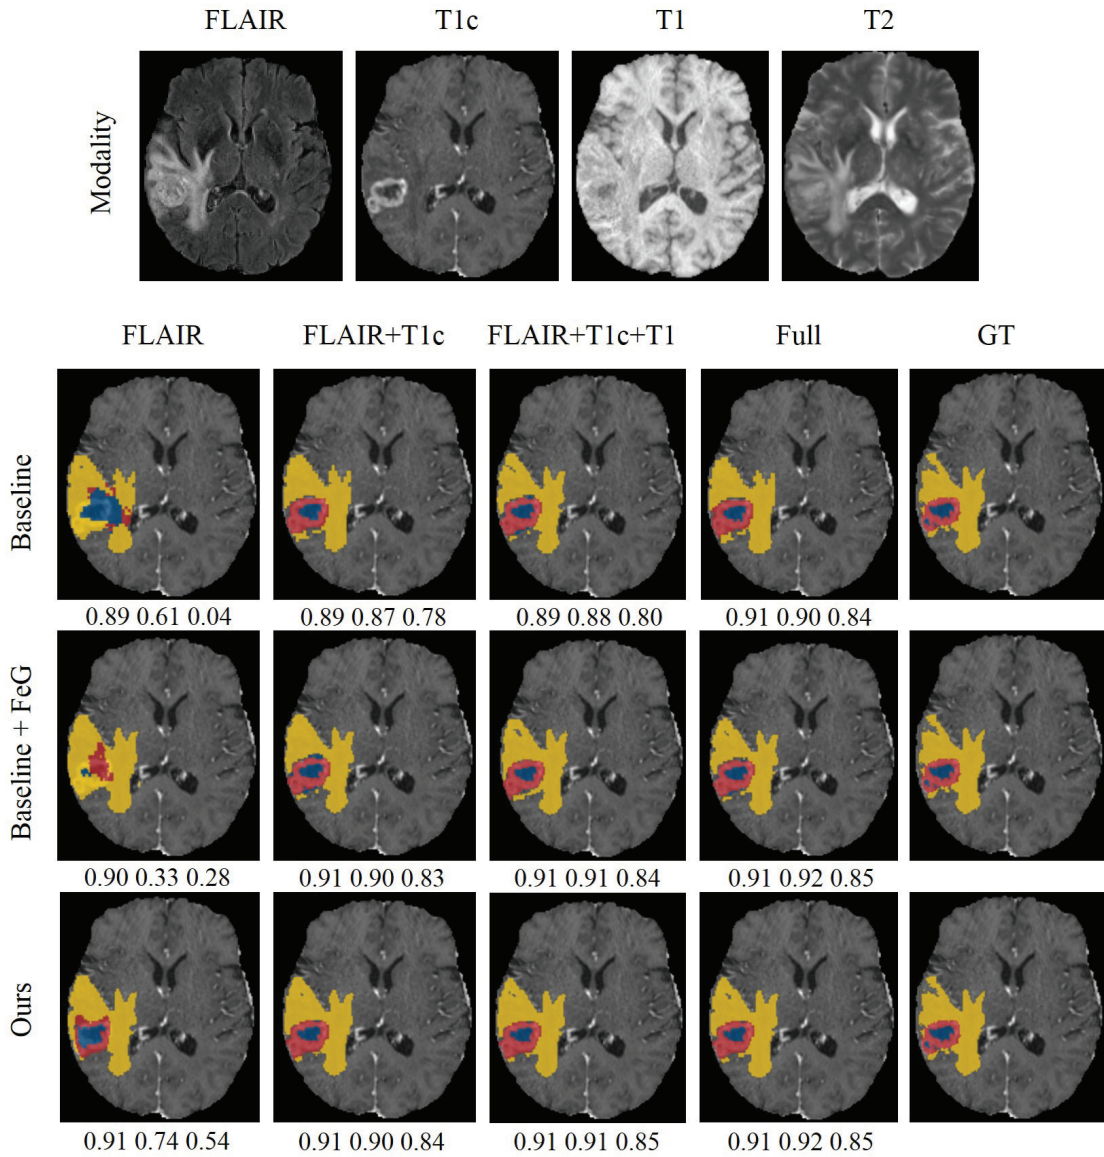 FLAIR T1c T1 T2
Modality
FLAIR FLAIR+T1c FLAIR+T1c+T1 Full GT
Baseline
0.89 0.61 0.04 0.89 0.87 0.78 0.89 0.88 0.80 0.91 0.90 0.84
Baseline + FeG
0.90 0.33 0.28 0.91 0.90 0.83 0.91 0.91 0.84 0.91 0.92 0.85
Ours
0.91 0.74 0.54 0.91 0.90 0.84 0.91 0.91 0.85 0.91 0.92 0.85